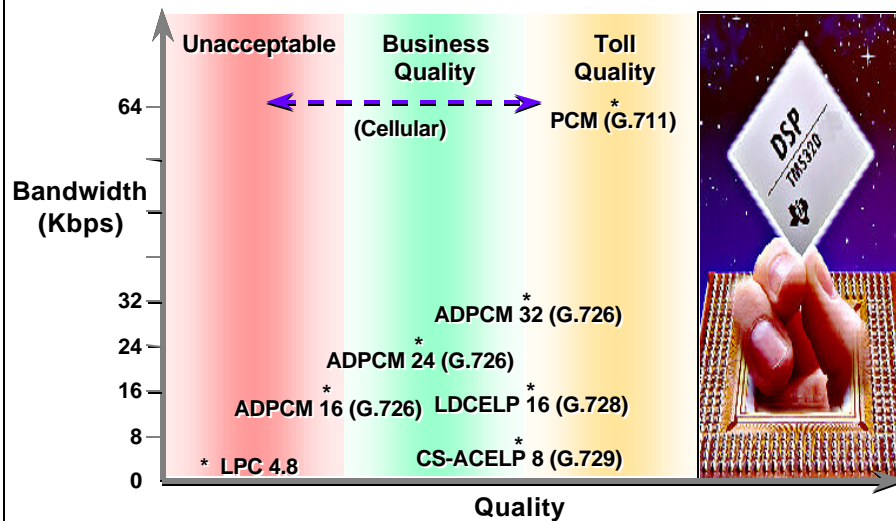 Unacceptable
Business
Quality
Toll
Quality
(Cellular)
64
* PCM (G.711)
Bandwidth
(Kbps)
32
* ADPCM 32 (G.726)
24
* ADPCM 24 (G.726)
16
* ADPCM 16 (G.726)
* LDCELP 16 (G.728)
8
* CS-ACELP 8 (G.729)
* LPC 4.8
0
Quality
DSP
TMS320